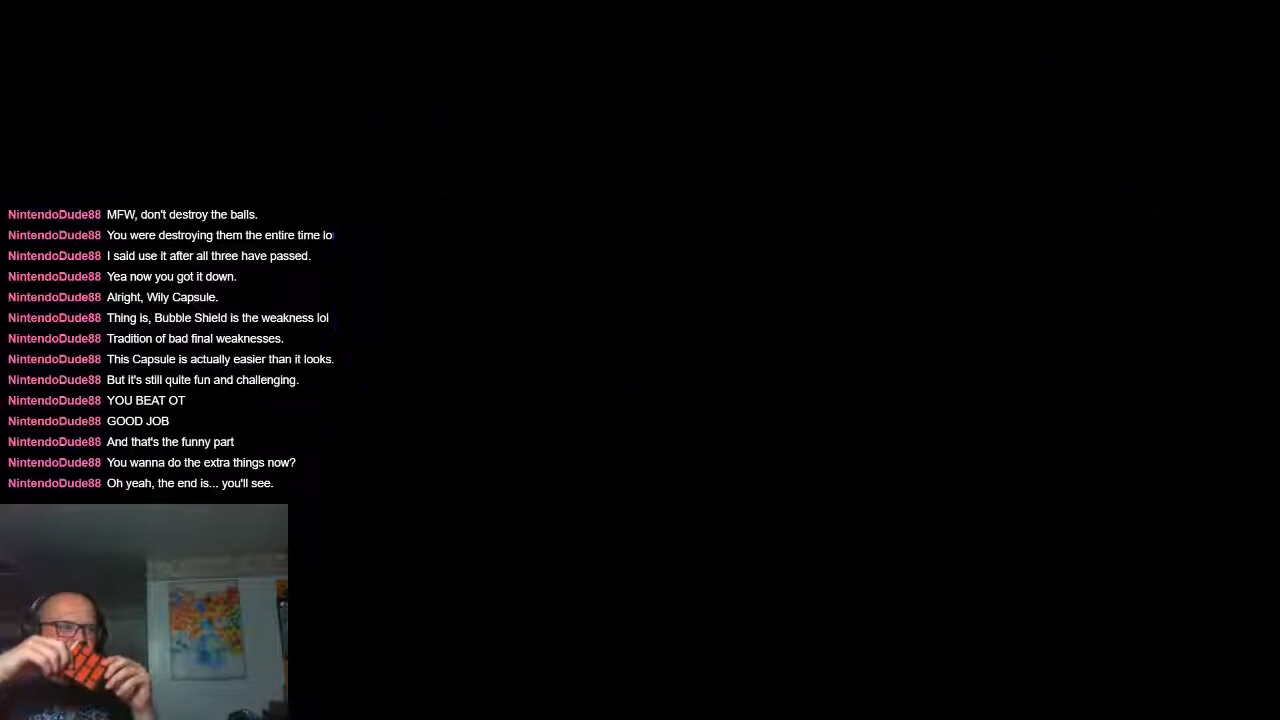 NintendoDude88 MFW, don't destroy the balls.
NintendoDude88 You were destroying them the entire time lo
NintendoDude88 I said use it after all three have passed.
NintendoDude88 Yea now you got it down.
NintendoDude88 Alright, Wily Capsule.
NintendoDude88 Thing is, Bubble Shield is the weakness lol
NintendoDude88 Tradition of bad final weaknesses.
NintendoDude88 This Capsule is actually easier than it looks.
NintendoDude88 But it's still quite fun and challenging.
NintendoDude88 YOU BEAT OT
NintendoDude88 GOOD JOB
NintendoDude88 And that's the funny part
NintendoDude88 You wanna do the extra things now?
NintendoDude88 Oh yeah, the end is... you'll see.